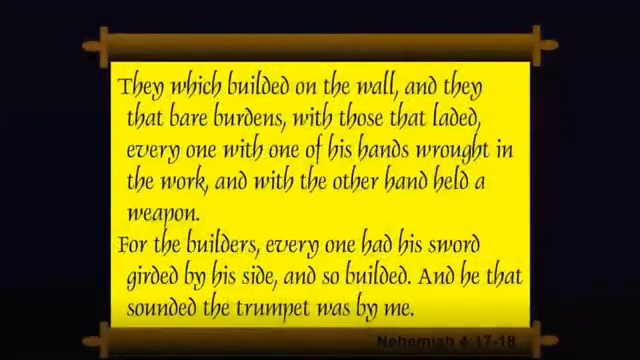 They which builded on the wall, and they
that bare burdens, with those that laded,
every one with one of his hands wrought in
the work, and with the other hand held a
weapon.
For the builders, every one had his sword
girded by his side, and so builded. And he that
sounded the trumpet was by me.
Nehemiah 4:17-18